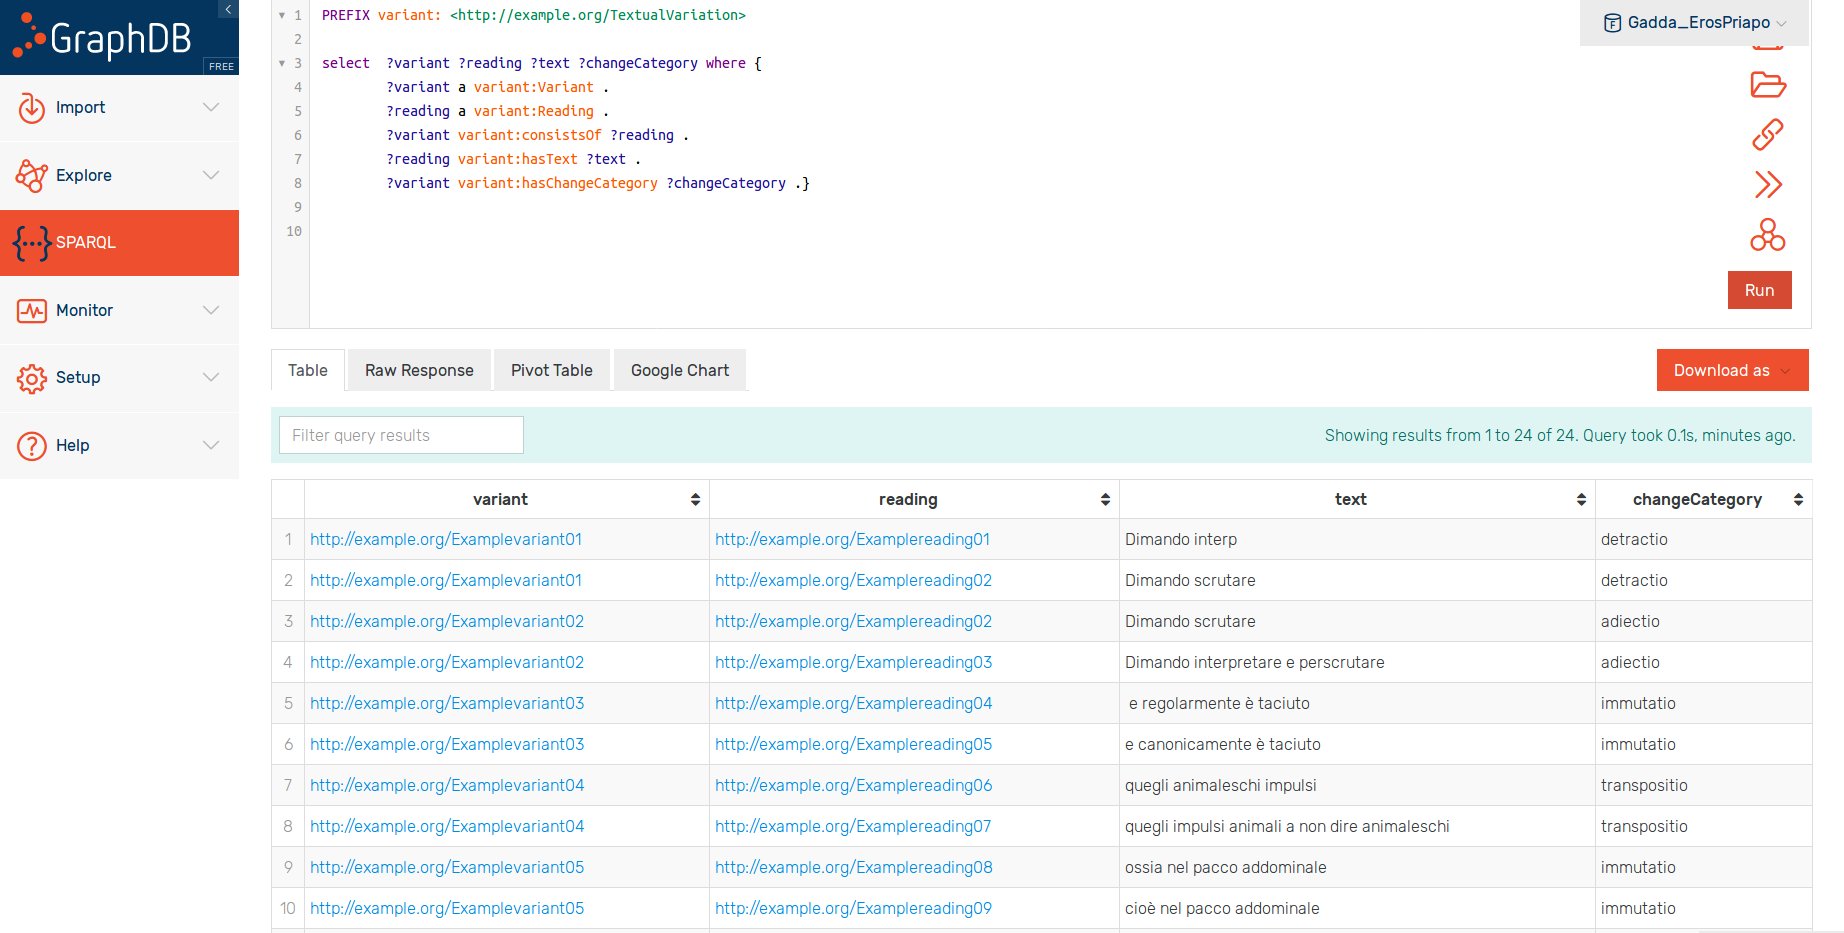 GraphDB
FREE
Import
Explore
SPARQL
Monitor
Setup
Help
Gadda_ErosPriapo
1 PREFIX variant: <http://example.org/TextualVariation>
2
3 select ?variant ?reading ?text ?changeCategory where {
4 ?variant a variant:Variant .
5 ?reading a variant:Reading .
6 ?variant variant:consistsOf ?reading .
7 ?reading variant:hasText ?text .
8 ?variant variant:hasChangeCategory ?changeCategory .}
9
10
Run
Table Raw Response Pivot Table Google Chart Download as
Filter query results Showing results from 1 to 24 of 24. Query took 0.1s, minutes ago.
variant reading text changeCategory
1 http://example.org/Examplevariant01 http://example.org/Examplereading01 Dimando interp detractio
2 http://example.org/Examplevariant01 http://example.org/Examplereading02 Dimando scrutare detractio
3 http://example.org/Examplevariant02 http://example.org/Examplereading02 Dimando scrutare adiectio
4 http://example.org/Examplevariant02 http://example.org/Examplereading03 Dimando interpretare e perscrutare adiectio
5 http://example.org/Examplevariant03 http://example.org/Examplereading04 e regolarmente è taciuto immutatio
6 http://example.org/Examplevariant03 http://example.org/Examplereading05 e canonicamente è taciuto immutatio
7 http://example.org/Examplevariant04 http://example.org/Examplereading06 quegli animaleschi impulsi transpositio
8 http://example.org/Examplevariant04 http://example.org/Examplereading07 quegli impulsi animali a non dire animaleschi transpositio
9 http://example.org/Examplevariant05 http://example.org/Examplereading08 ossia nel pacco addominale immutatio
10 http://example.org/Examplevariant05 http://example.org/Examplereading09 cioè nel pacco addominale immutatio